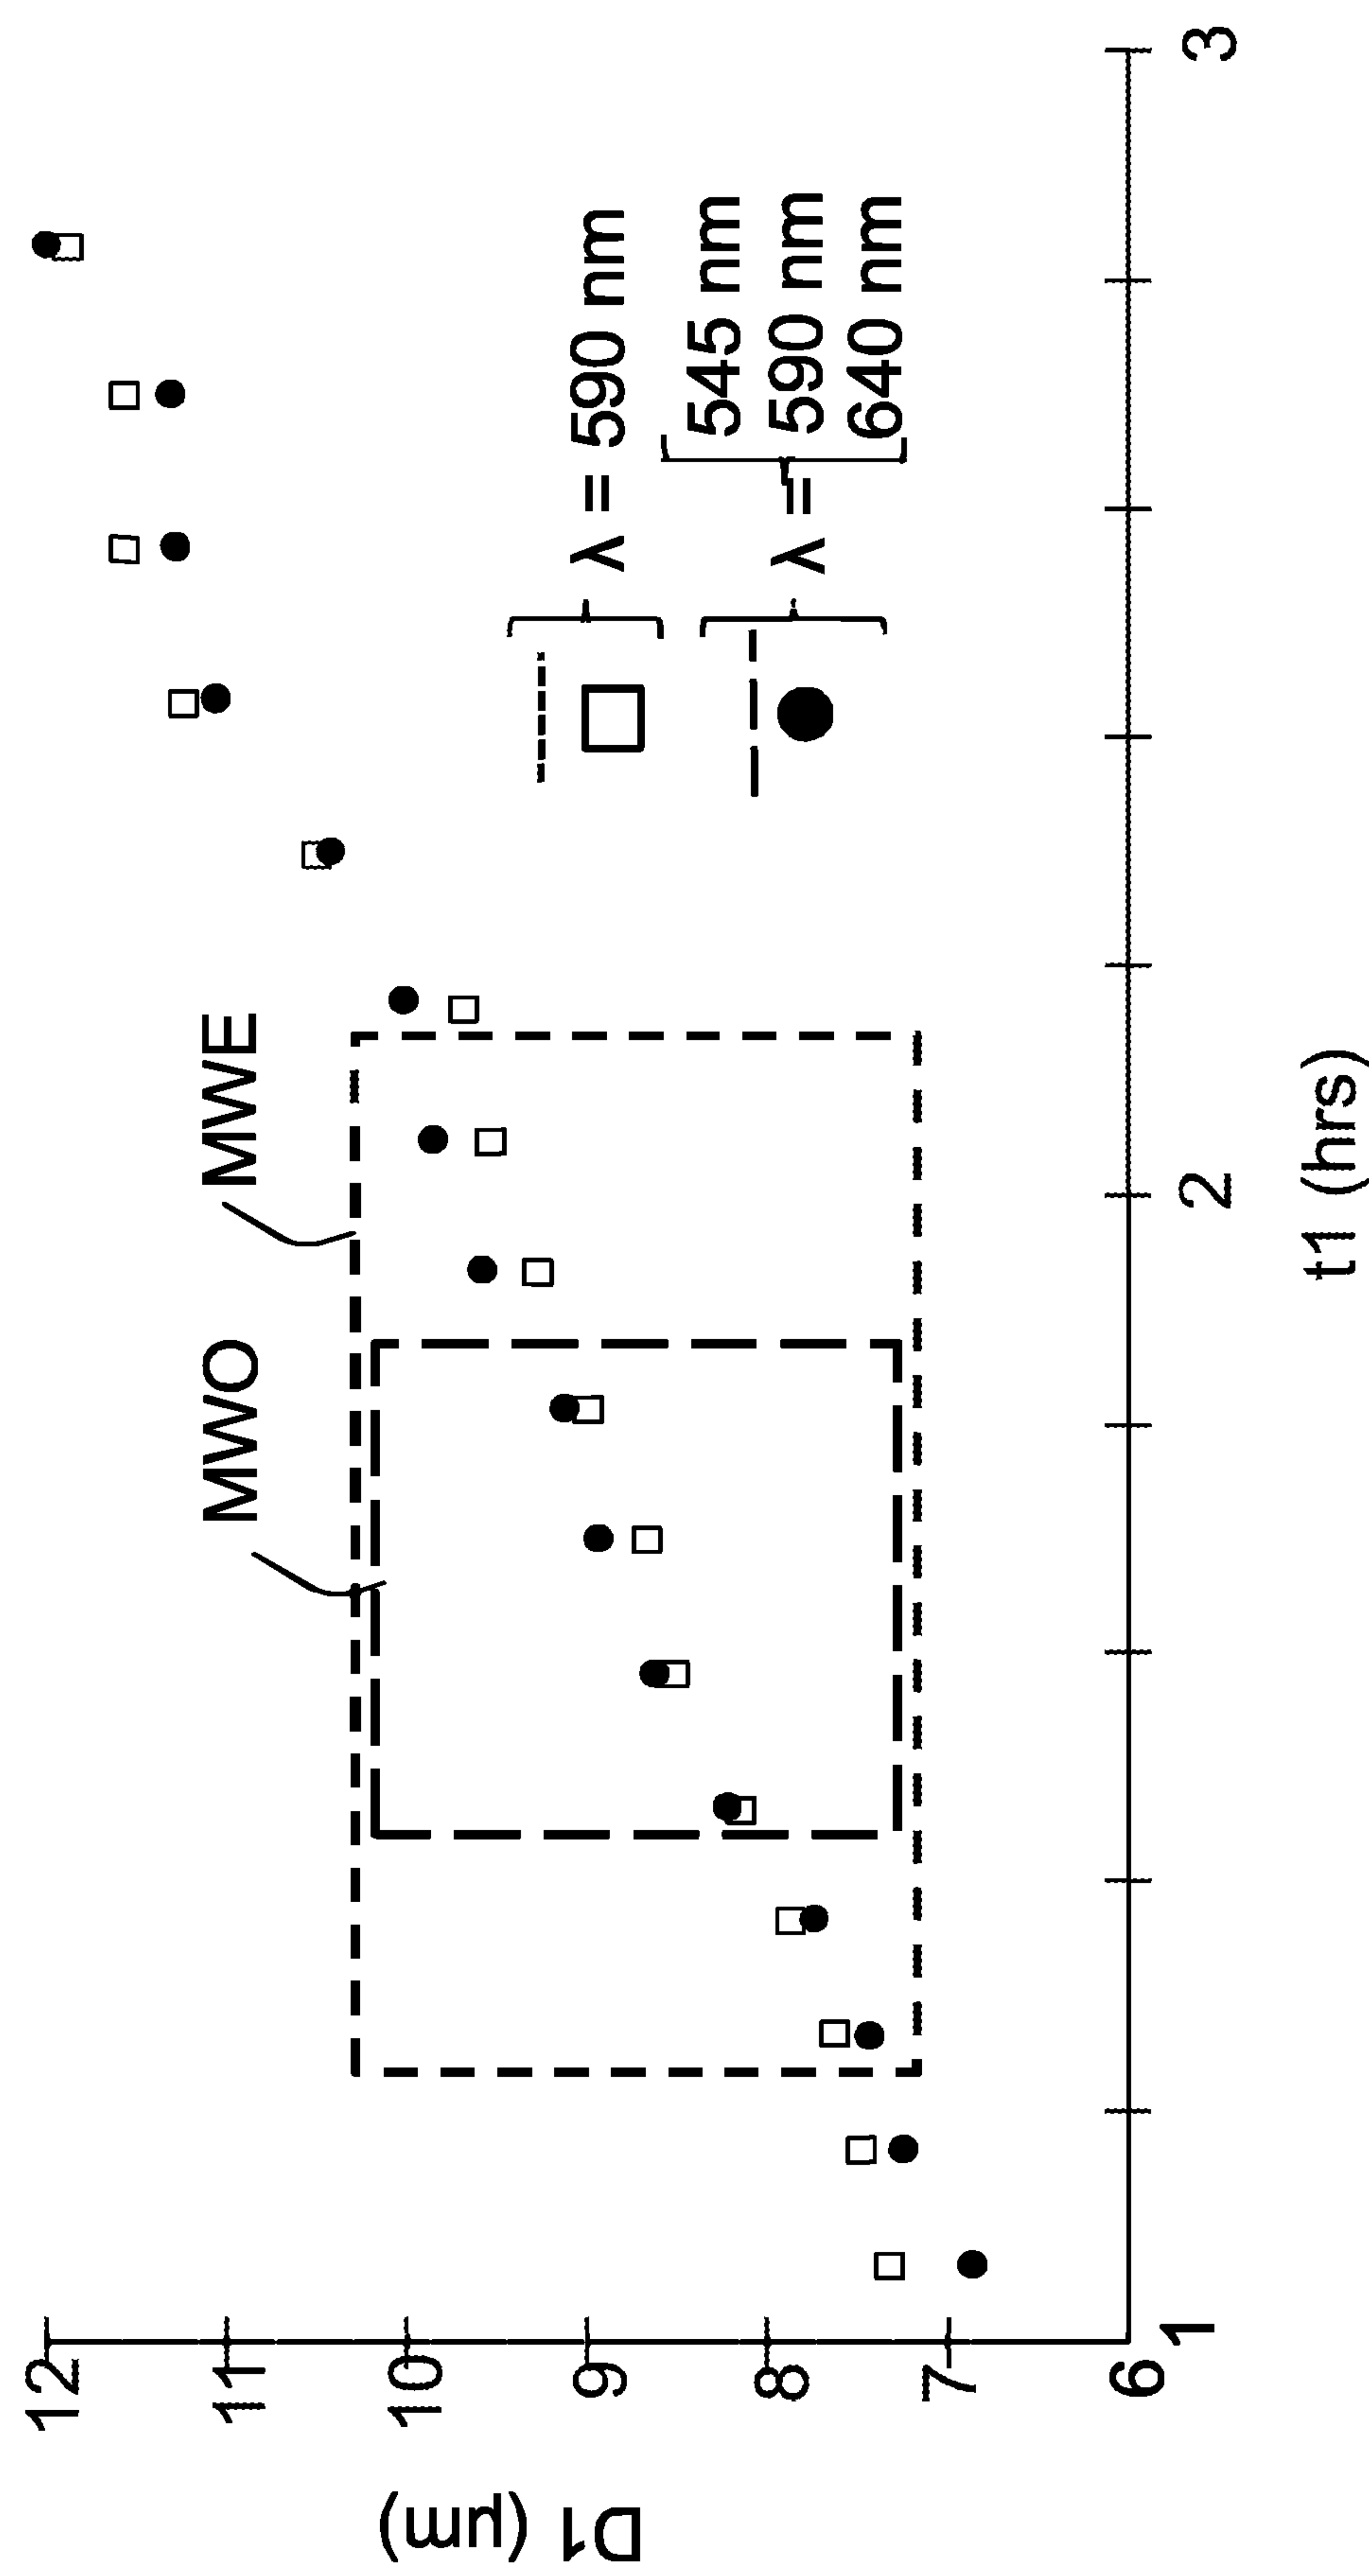 MWO
MWE
λ = 590 nm
545 nm
λ = 590 nm
640 nm
12
11
10
9
8
7
6
D1 (µm)
1
2
3
t1 (hrs)